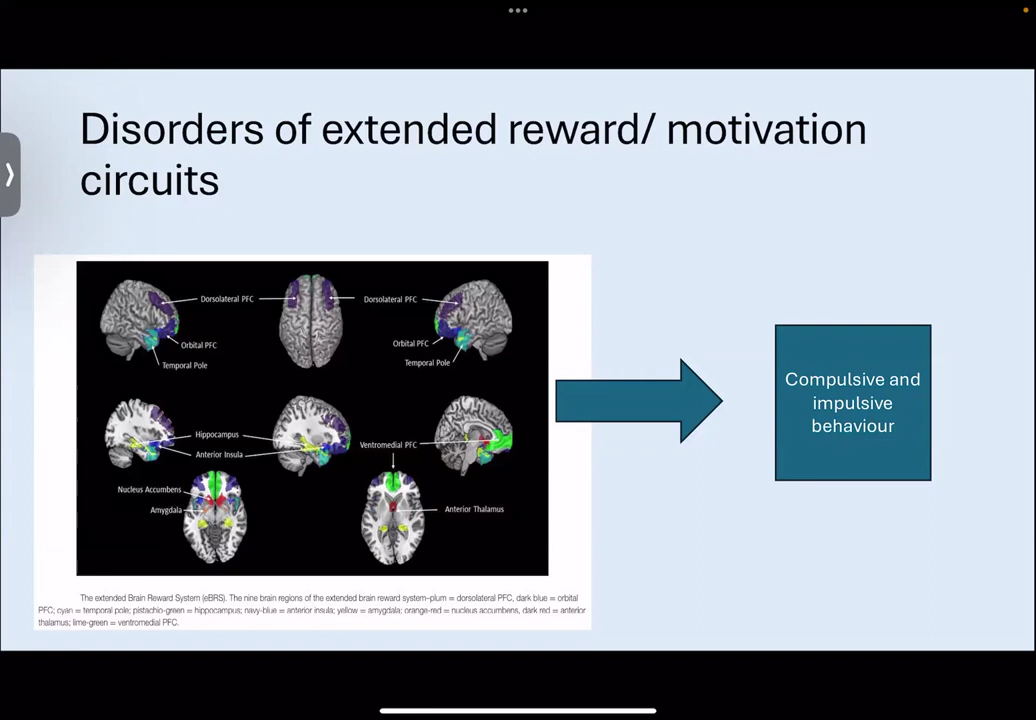 Disorders of extended reward/ motivation
circuits
Dorsolateral PFC
Dorsolateral PFC
Orbital PFC
Temporal Pole
Orbital PFC
Temporal Pole
Hippocampus
Anterior Insula
Ventromedial PFC
Nucleus Accumbens
Amygdala
Anterior Thalamus
Compulsive and
impulsive
behaviour
The extended Brain Reward System (eBRS). The nine brain regions of the extended brain reward system–plum = dorsolateral PFC, dark blue = orbital
PFC; cyan = temporal pole; pistachio-green = hippocampus; navy-blue = anterior insula; yellow = amygdala; orange-red = nucleus accumbens, dark red = anterior
thalamus; lime-green = ventromedial PFC.